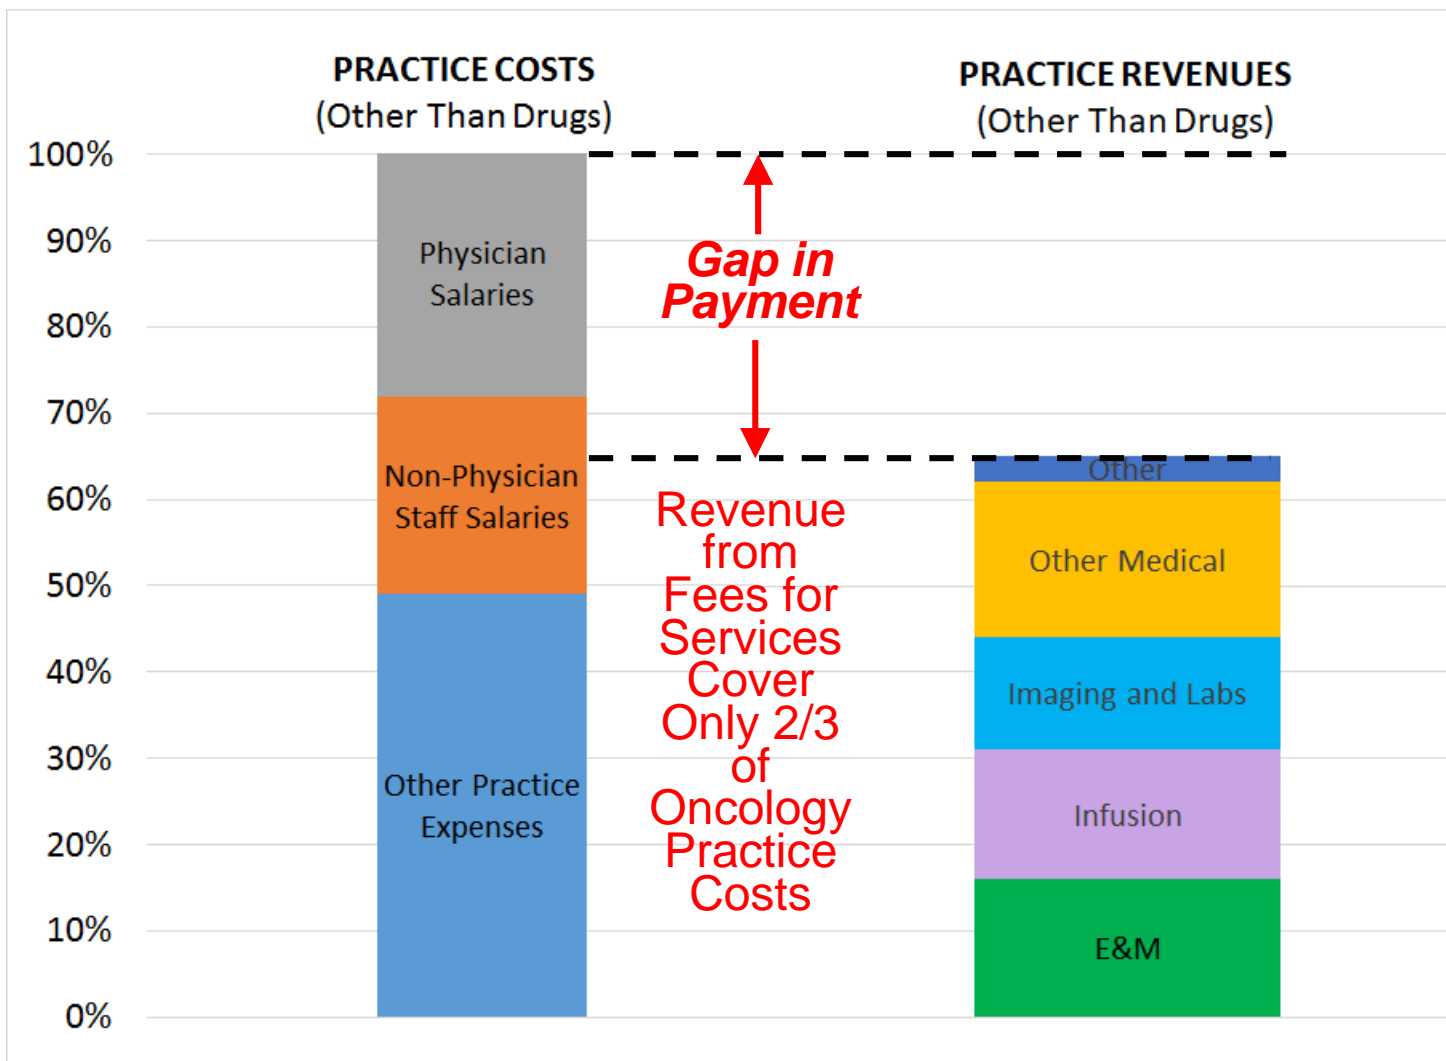 PRACTICE COSTS
(Other Than Drugs)
PRACTICE REVENUES
(Other Than Drugs)
100%
90%
80%
70%
60%
50%
40%
30%
20%
10%
0%
Physician
Salaries
Non-Physician
Staff Salaries
Other Practice
Expenses
Gap in
Payment
Revenue
from
Fees for
Services
Cover
Only 2/3
of
Oncology
Practice
Costs
Other
Other Medical
Imaging and Labs
Infusion
E&M